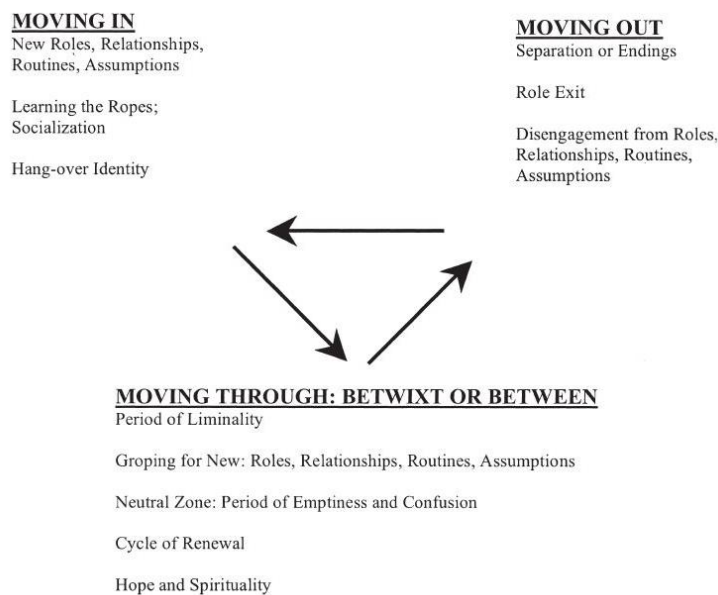 MOVING IN
New Roles, Relationships,
Routines, Assumptions
Learning the Ropes;
Socialization
Hang-over Identity
MOVING OUT
Separation or Endings
Role Exit
Disengagement from Roles,
Relationships, Routines,
Assumptions
MOVING THROUGH: BETWIXT OR BETWEEN
Period of Liminality
Groping for New: Roles, Relationships, Routines, Assumptions
Neutral Zone: Period of Emptiness and Confusion
Cycle of Renewal
Hope and Spirituality